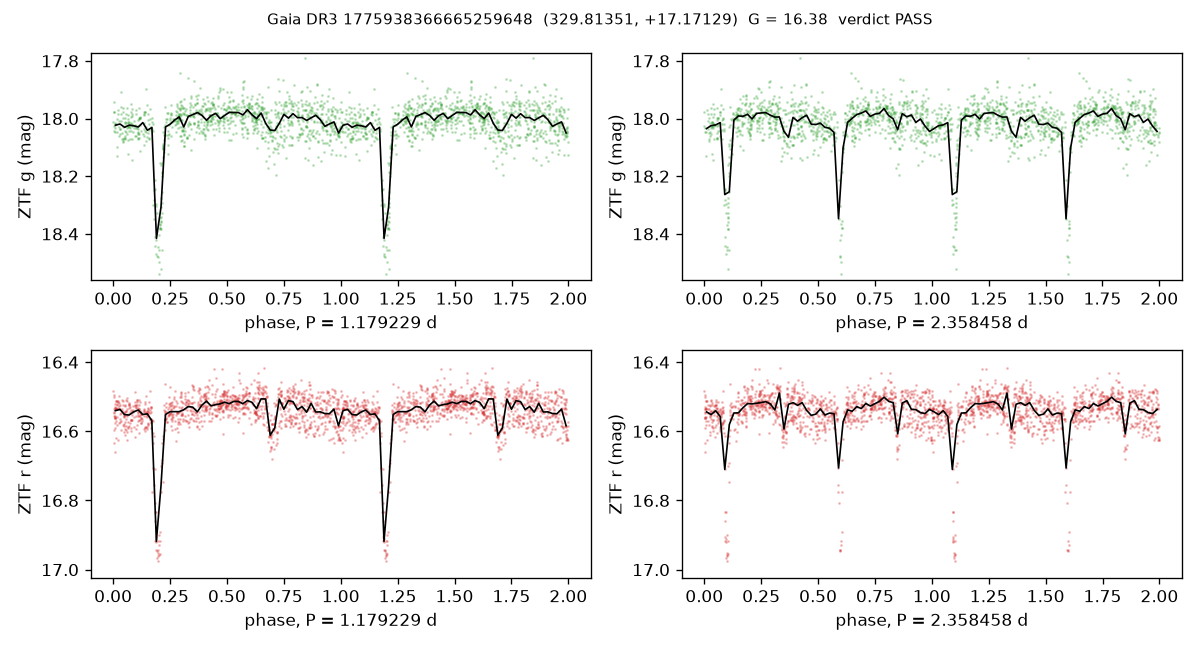 Gaia DR3 1775938366665259648  (329.81351, +17.17129)  G = 16.38  verdict PASS
ZTF g (mag)
17.8
18.0
18.2
18.4
0.00 0.25 0.50 0.75 1.00 1.25 1.50 1.75 2.00
phase, P = 1.179229 d
ZTF g (mag)
17.8
18.0
18.2
18.4
0.00 0.25 0.50 0.75 1.00 1.25 1.50 1.75 2.00
phase, P = 2.358458 d
ZTF r (mag)
16.4
16.6
16.8
17.0
0.00 0.25 0.50 0.75 1.00 1.25 1.50 1.75 2.00
phase, P = 1.179229 d
ZTF r (mag)
16.4
16.6
16.8
17.0
0.00 0.25 0.50 0.75 1.00 1.25 1.50 1.75 2.00
phase, P = 2.358458 d